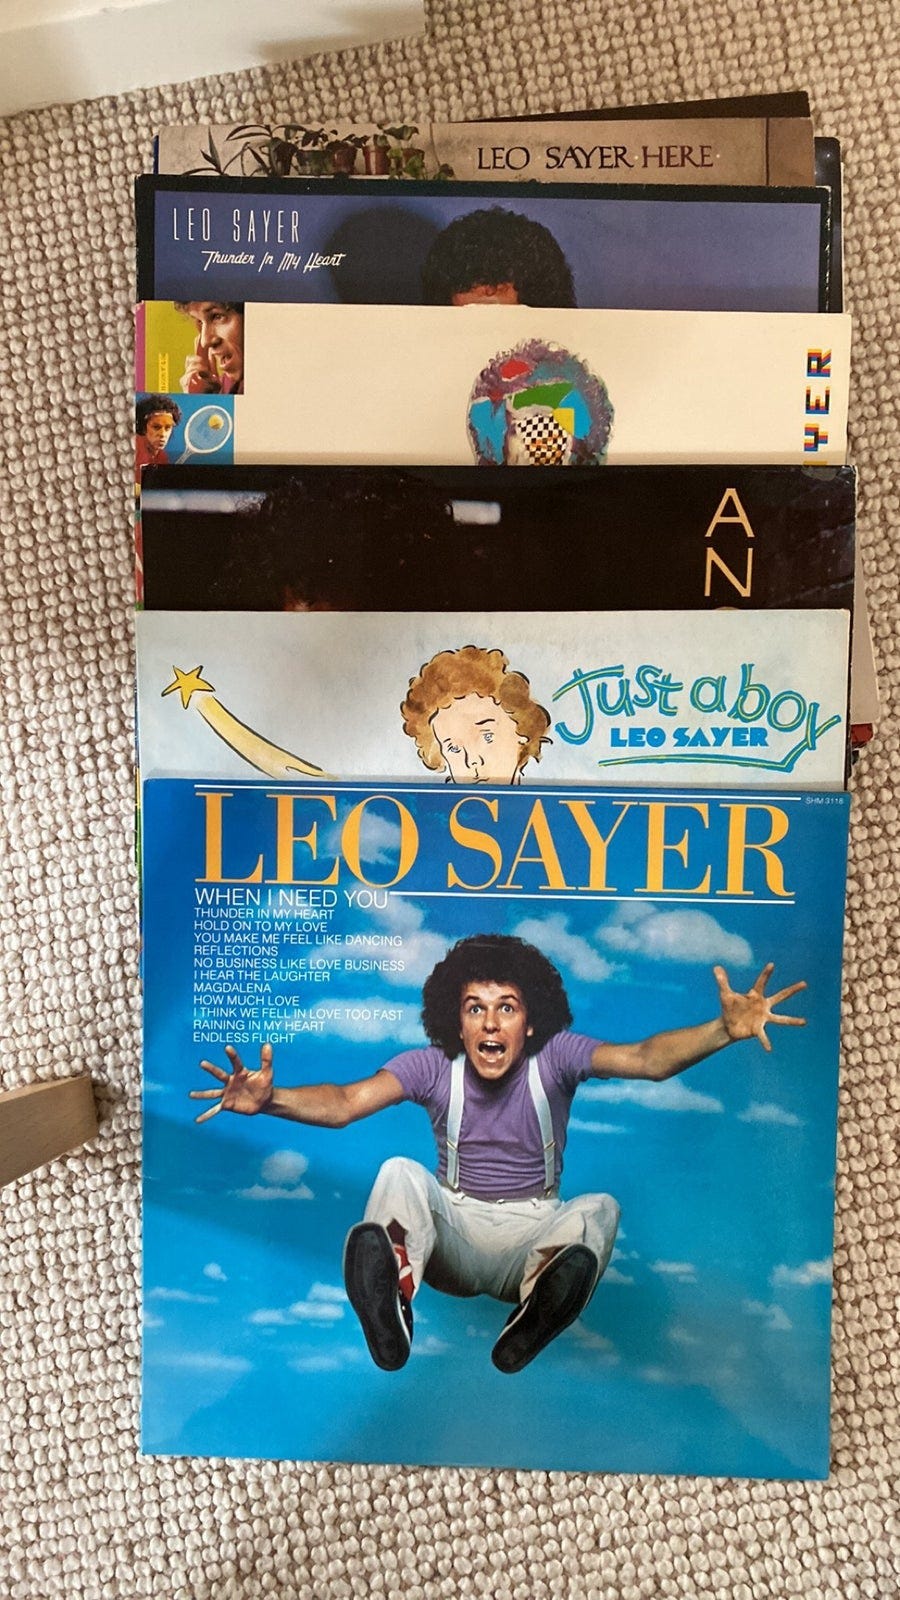 LEO SAYER HERE
LEO SAYER
Thunder In My Heart
YER
A
N
Just a boy
LEO SAYER
SHM 3118
LEO SAYER
WHEN I NEED YOU
THUNDER IN MY HEART
HOLD ON TO MY LOVE
YOU MAKE ME FEEL LIKE DANCING
REFLECTIONS
NO BUSINESS LIKE LOVE BUSINESS
I HEAR THE LAUGHTER
MAGDALENA
HOW MUCH LOVE
I THINK WE FELL IN LOVE TOO FAST
RAINING IN MY HEART
ENDLESS FLIGHT